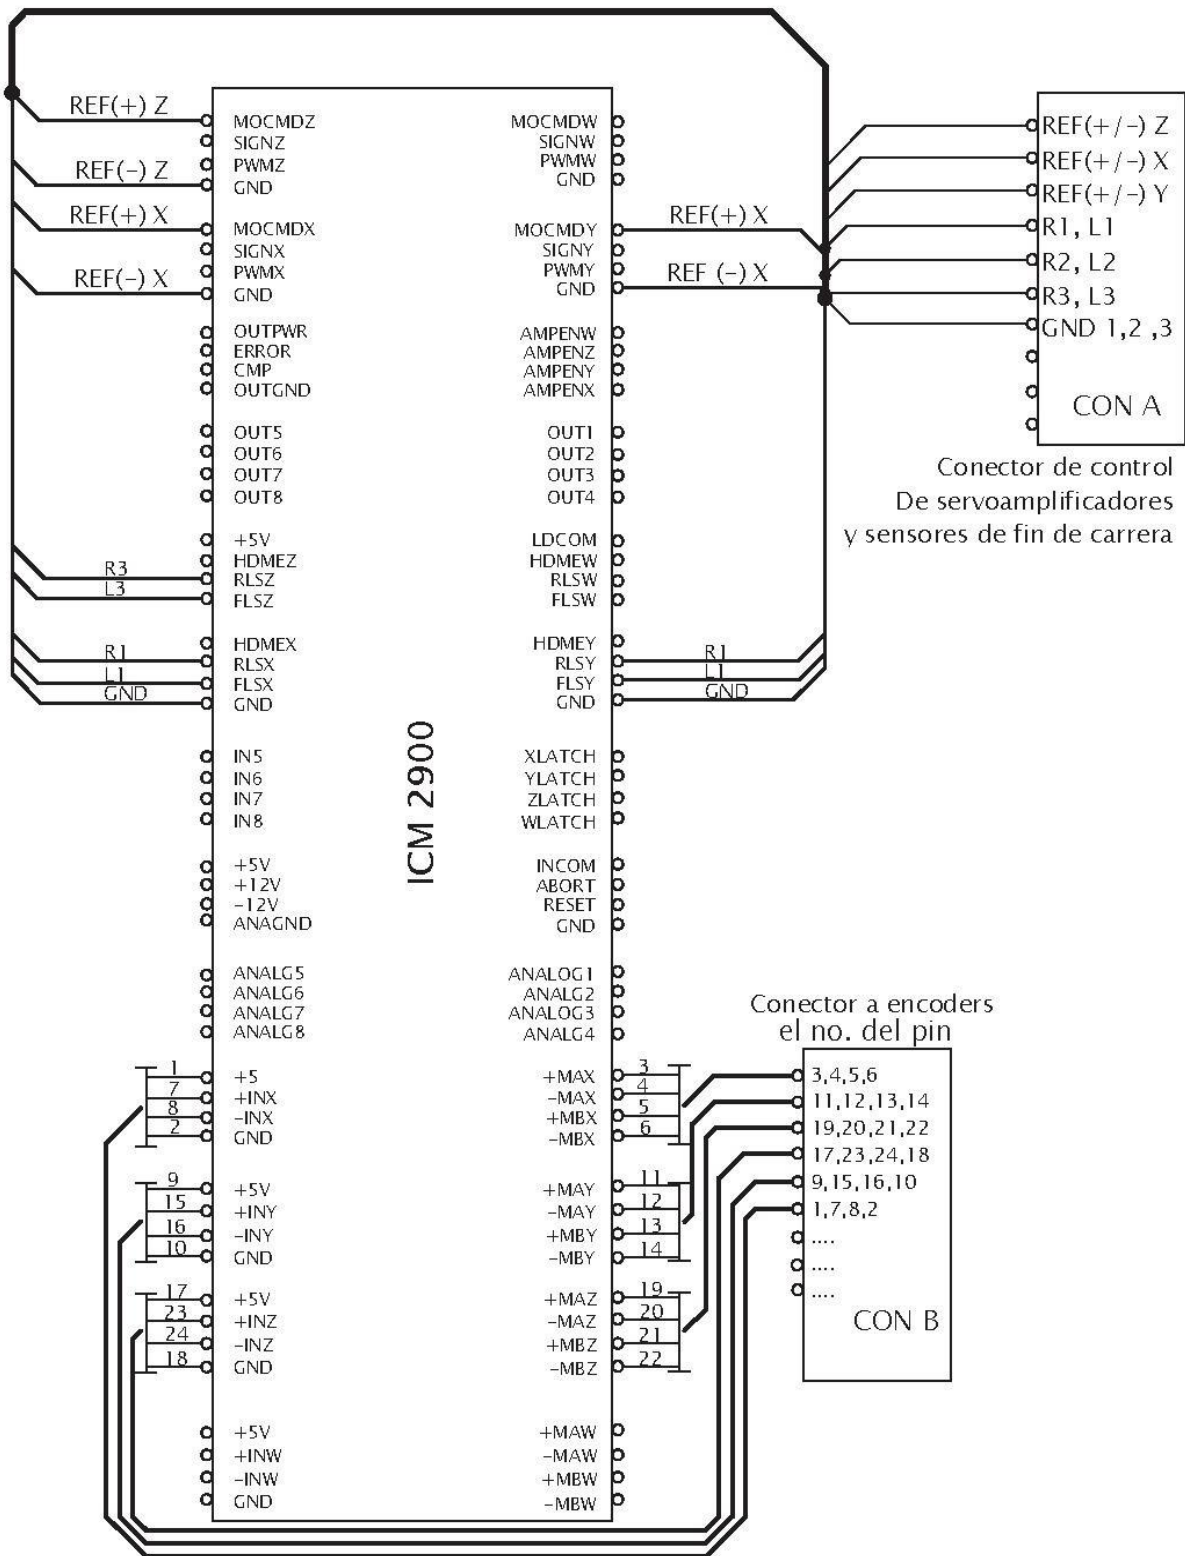 REF(+) Z
REF(-) Z
REF(+) X
REF(-) X
MOCMDZ
SIGNZ
PWMZ
GND
MOCMDX
SIGNX
PWMX
GND
OUTPWR
ERROR
CMP
OUTGND
OUT5
OUT6
OUT7
OUT8
R3
L3
+5V
HDMEZ
RLSZ
FLSZ
R1
L1
GND
HDMEX
RLSX
FLSX
GND
IN5
IN6
IN7
IN8
+5V
+12V
-12V
ANAGND
ANALG5
ANALG6
ANALG7
ANALG8
1 +5
7 +INX
8 -INX
2 GND
9 +5V
15 +INY
16 -INY
10 GND
17 +5V
23 +INZ
24 -INZ
18 GND
+5V
+INW
-INW
GND
ICM 2900
MOCMDW
SIGNW
PWMW
GND
MOCMDY
SIGNY
PWMY
GND
REF(+) X
REF (-) X
AMPENW
AMPENZ
AMPENY
AMPENX
OUT1
OUT2
OUT3
OUT4
LDCOM
HDMEW
RLSW
FLSW
HDMEY
RLSY
FLSY
GND
R1
L1
GND
XLATCH
YLATCH
ZLATCH
WLATCH
INCOM
ABORT
RESET
GND
ANALOG1
ANALG2
ANALOG3
ANALG4
+MAX 3
-MAX 4
+MBX 5
-MBX 6
+MAY 11
-MAY 12
+MBY 13
-MBY 14
+MAZ 19
-MAZ 20
+MBZ 21
-MBZ 22
+MAW
-MAW
+MBW
-MBW
REF(+/-) Z
REF(+/-) X
REF(+/-) Y
R1, L1
R2, L2
R3, L3
GND 1,2 ,3
CON A
Conector de control
De servoamplificadores
y sensores de fin de carrera
Conector a encoders
el no. del pin
3,4,5,6
11,12,13,14
19,20,21,22
17,23,24,18
9,15,16,10
1,7,8,2
....
....
....
CON B